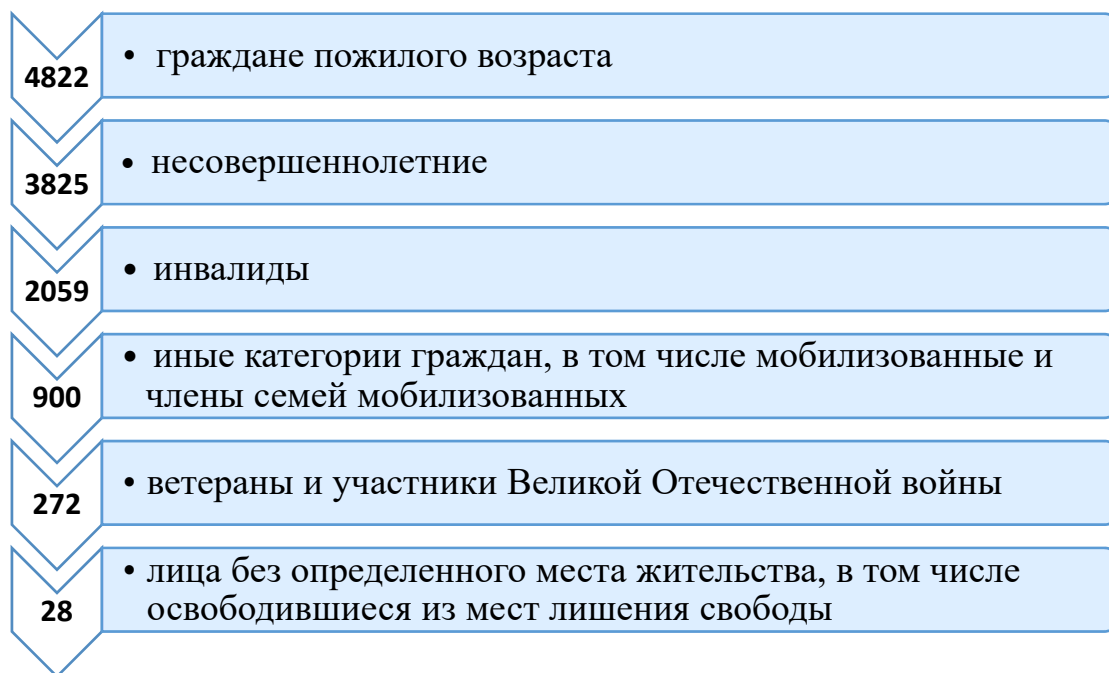 4822
• граждане пожилого возраста
3825
• несовершеннолетние
2059
• инвалиды
900
• иные категории граждан, в том числе мобилизованные и
члены семей мобилизованных
272
• ветераны и участники Великой Отечественной войны
28
• лица без определенного места жительства, в том числе
освободившиеся из мест лишения свободы